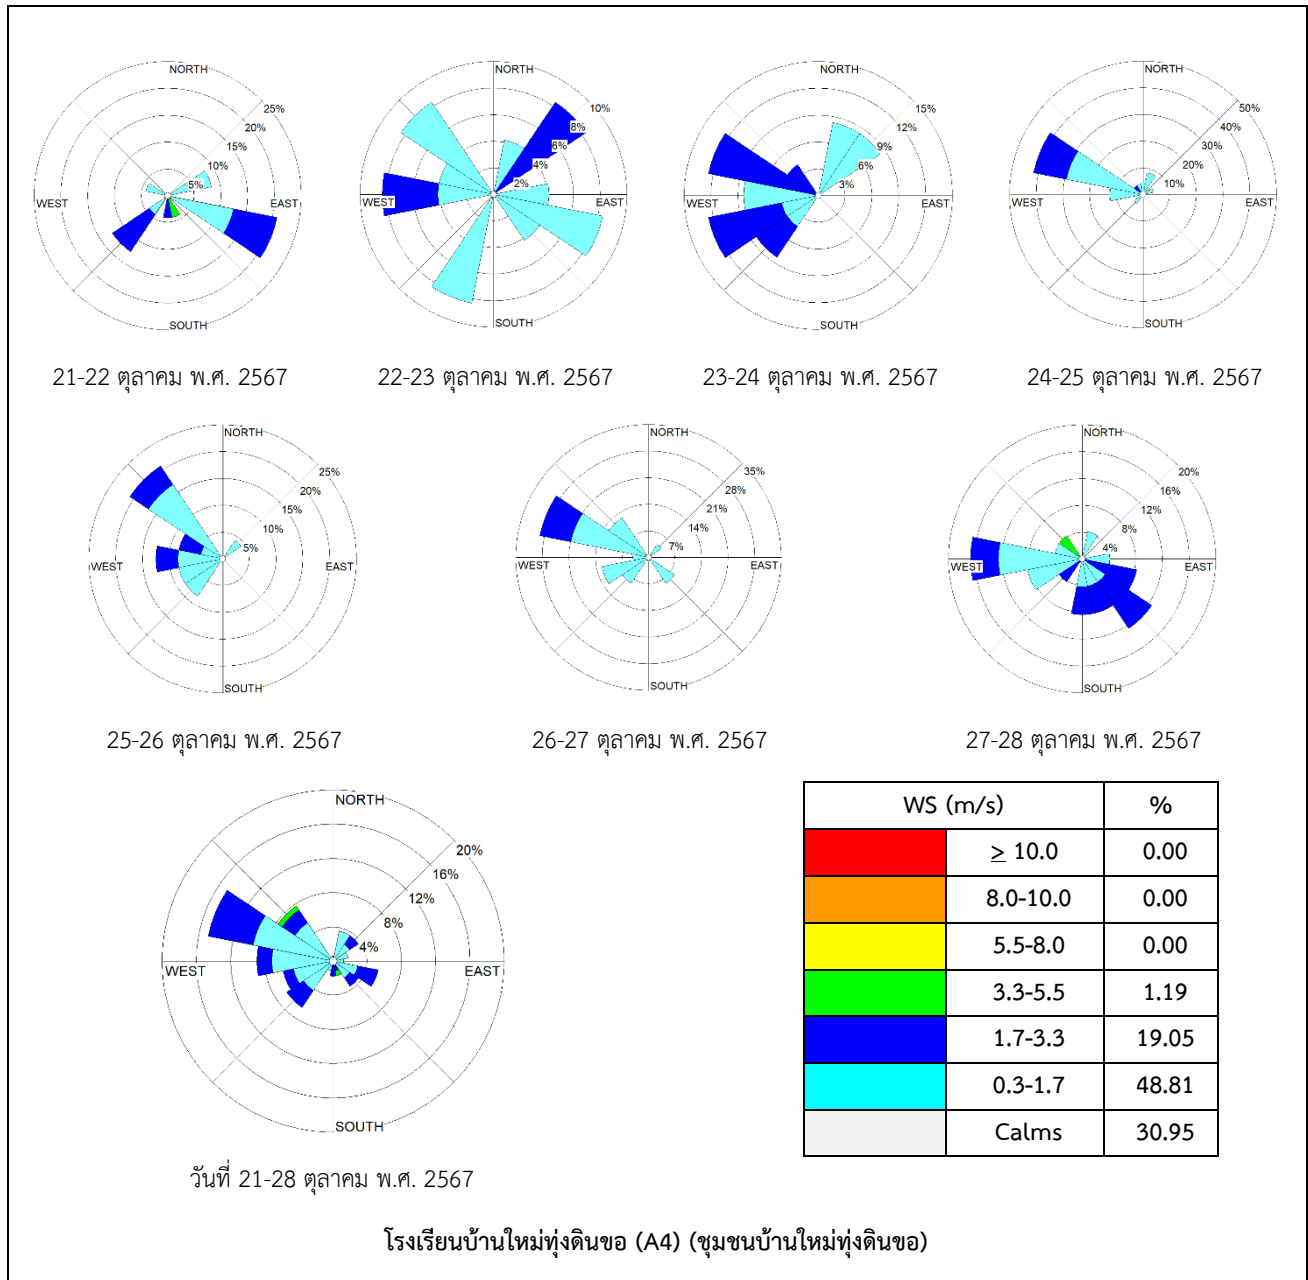 NORTH
25%
20%
15%
10%
5%
WEST
EAST
SOUTH
21-22 ตุลาคม พ.ศ. 2567
NORTH
10%
8%
6%
4%
2%
WEST
EAST
SOUTH
22-23 ตุลาคม พ.ศ. 2567
NORTH
15%
12%
9%
6%
3%
WEST
EAST
SOUTH
23-24 ตุลาคม พ.ศ. 2567
NORTH
50%
40%
30%
20%
10%
WEST
EAST
SOUTH
24-25 ตุลาคม พ.ศ. 2567
NORTH
25%
20%
15%
10%
5%
WEST
EAST
SOUTH
25-26 ตุลาคม พ.ศ. 2567
NORTH
35%
28%
21%
14%
7%
WEST
EAST
SOUTH
26-27 ตุลาคม พ.ศ. 2567
NORTH
20%
16%
12%
8%
4%
WEST
EAST
SOUTH
27-28 ตุลาคม พ.ศ. 2567
NORTH
20%
16%
12%
8%
4%
WEST
EAST
SOUTH
วันที่ 21-28 ตุลาคม พ.ศ. 2567
WS (m/s) %
≥ 10.0 0.00
8.0-10.0 0.00
5.5-8.0 0.00
3.3-5.5 1.19
1.7-3.3 19.05
0.3-1.7 48.81
Calms 30.95
โรงเรียนบ้านใหม่ทุ่งดินขอ (A4) (ชุมชนบ้านใหม่ทุ่งดินขอ)